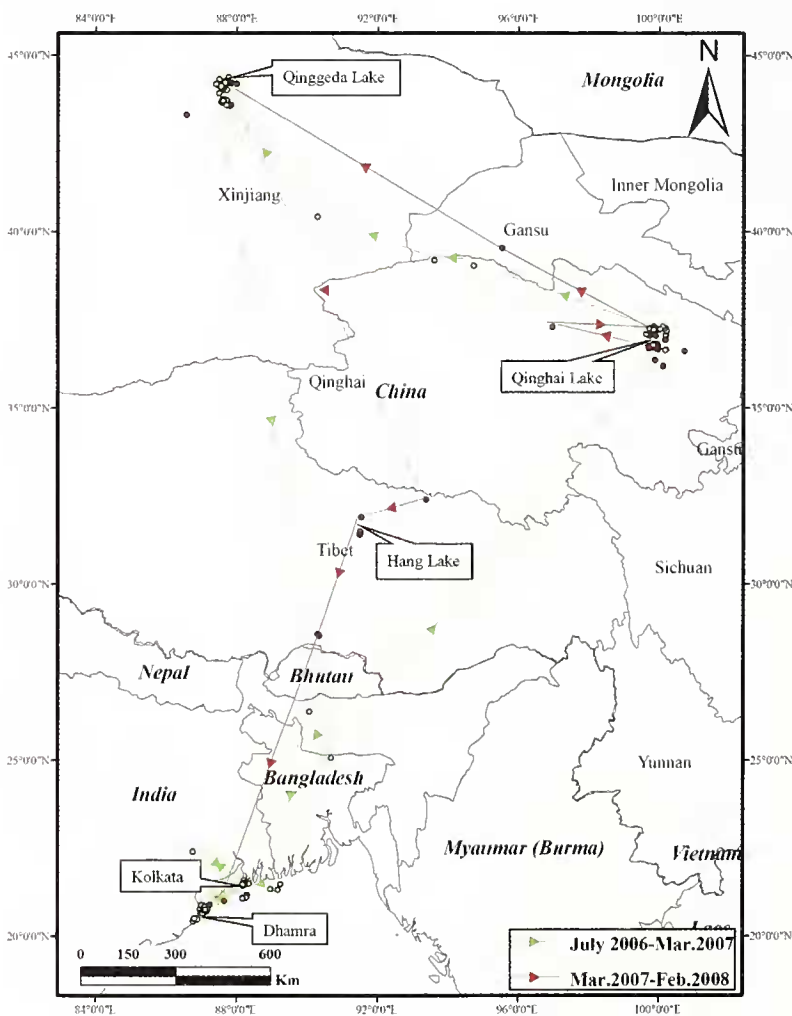 84°0'0"E 88°0'0"E 92°0'0"E 96°0'0"E 100°0'0"E
45°0'0"N 45°0'0"N
N
Qinggeda Lake
Mongolia
Xinjiang
Inner Mongolia
Gansu
40°0'0"N 40°0'0"N
Qinghai
China
Qinghai Lake
35°0'0"N 35°0'0"N
Gansu
Tibet
Hang Lake
Sichuan
30°0'0"N 30°0'0"N
Nepal
Bhutan
25°0'0"N 25°0'0"N
Yunnan
India
Bangladesh
Myaumar (Burma)
Vietnam
Kolkata
Dhamra
Laos
20°0'0"N 20°0'0"N
July 2006-Mar.2007
Mar.2007-Feb.2008
0 150 300 600
Km
84°0'0"E 88°0'0"E 92°0'0"E 96°0'0"E 100°0'0"E